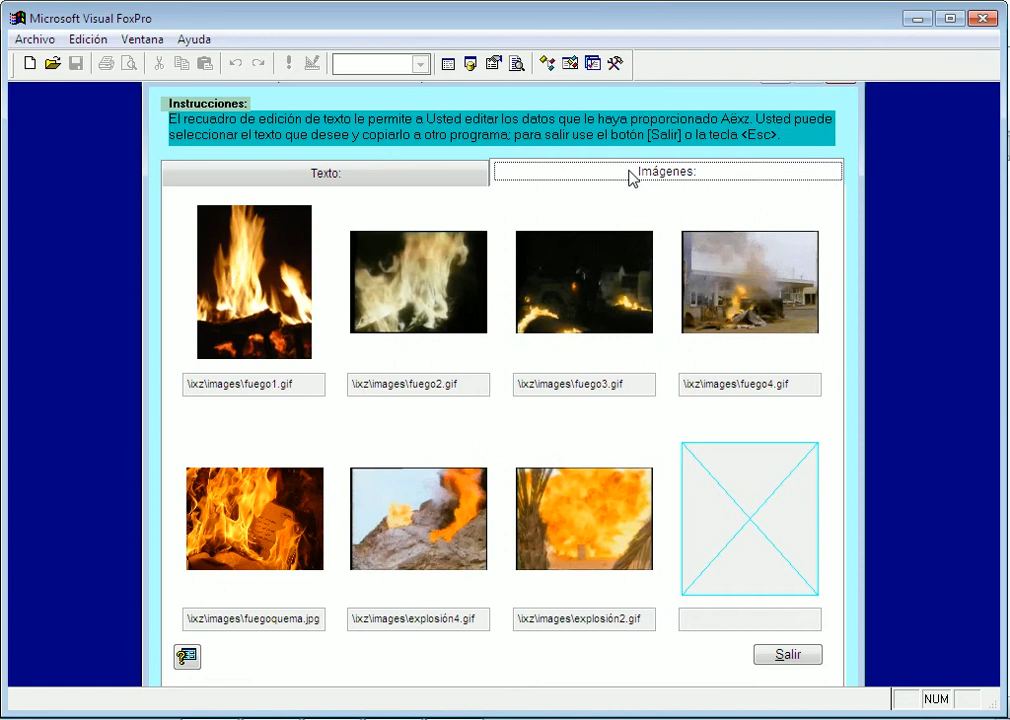 Microsoft Visual FoxPro
Archivo Edición Ventana Ayuda
Instrucciones:
El recuadro de edición de texto le permite a Usted editar los datos que le haya proporcionado Aëxz. Usted puede
seleccionar el texto que desee y copiarlo a otro programa; para salir use el botón [Salir] o la tecla <Esc>.
Texto:
Imágenes:
\ixz\images\fuego1.gif
\ixz\images\fuego2.gif
\ixz\images\fuego3.gif
\ixz\images\fuego4.gif
\ixz\images\fuegoquema.jpg
\ixz\images\explosión4.gif
\ixz\images\explosión2.gif
Salir
NUM